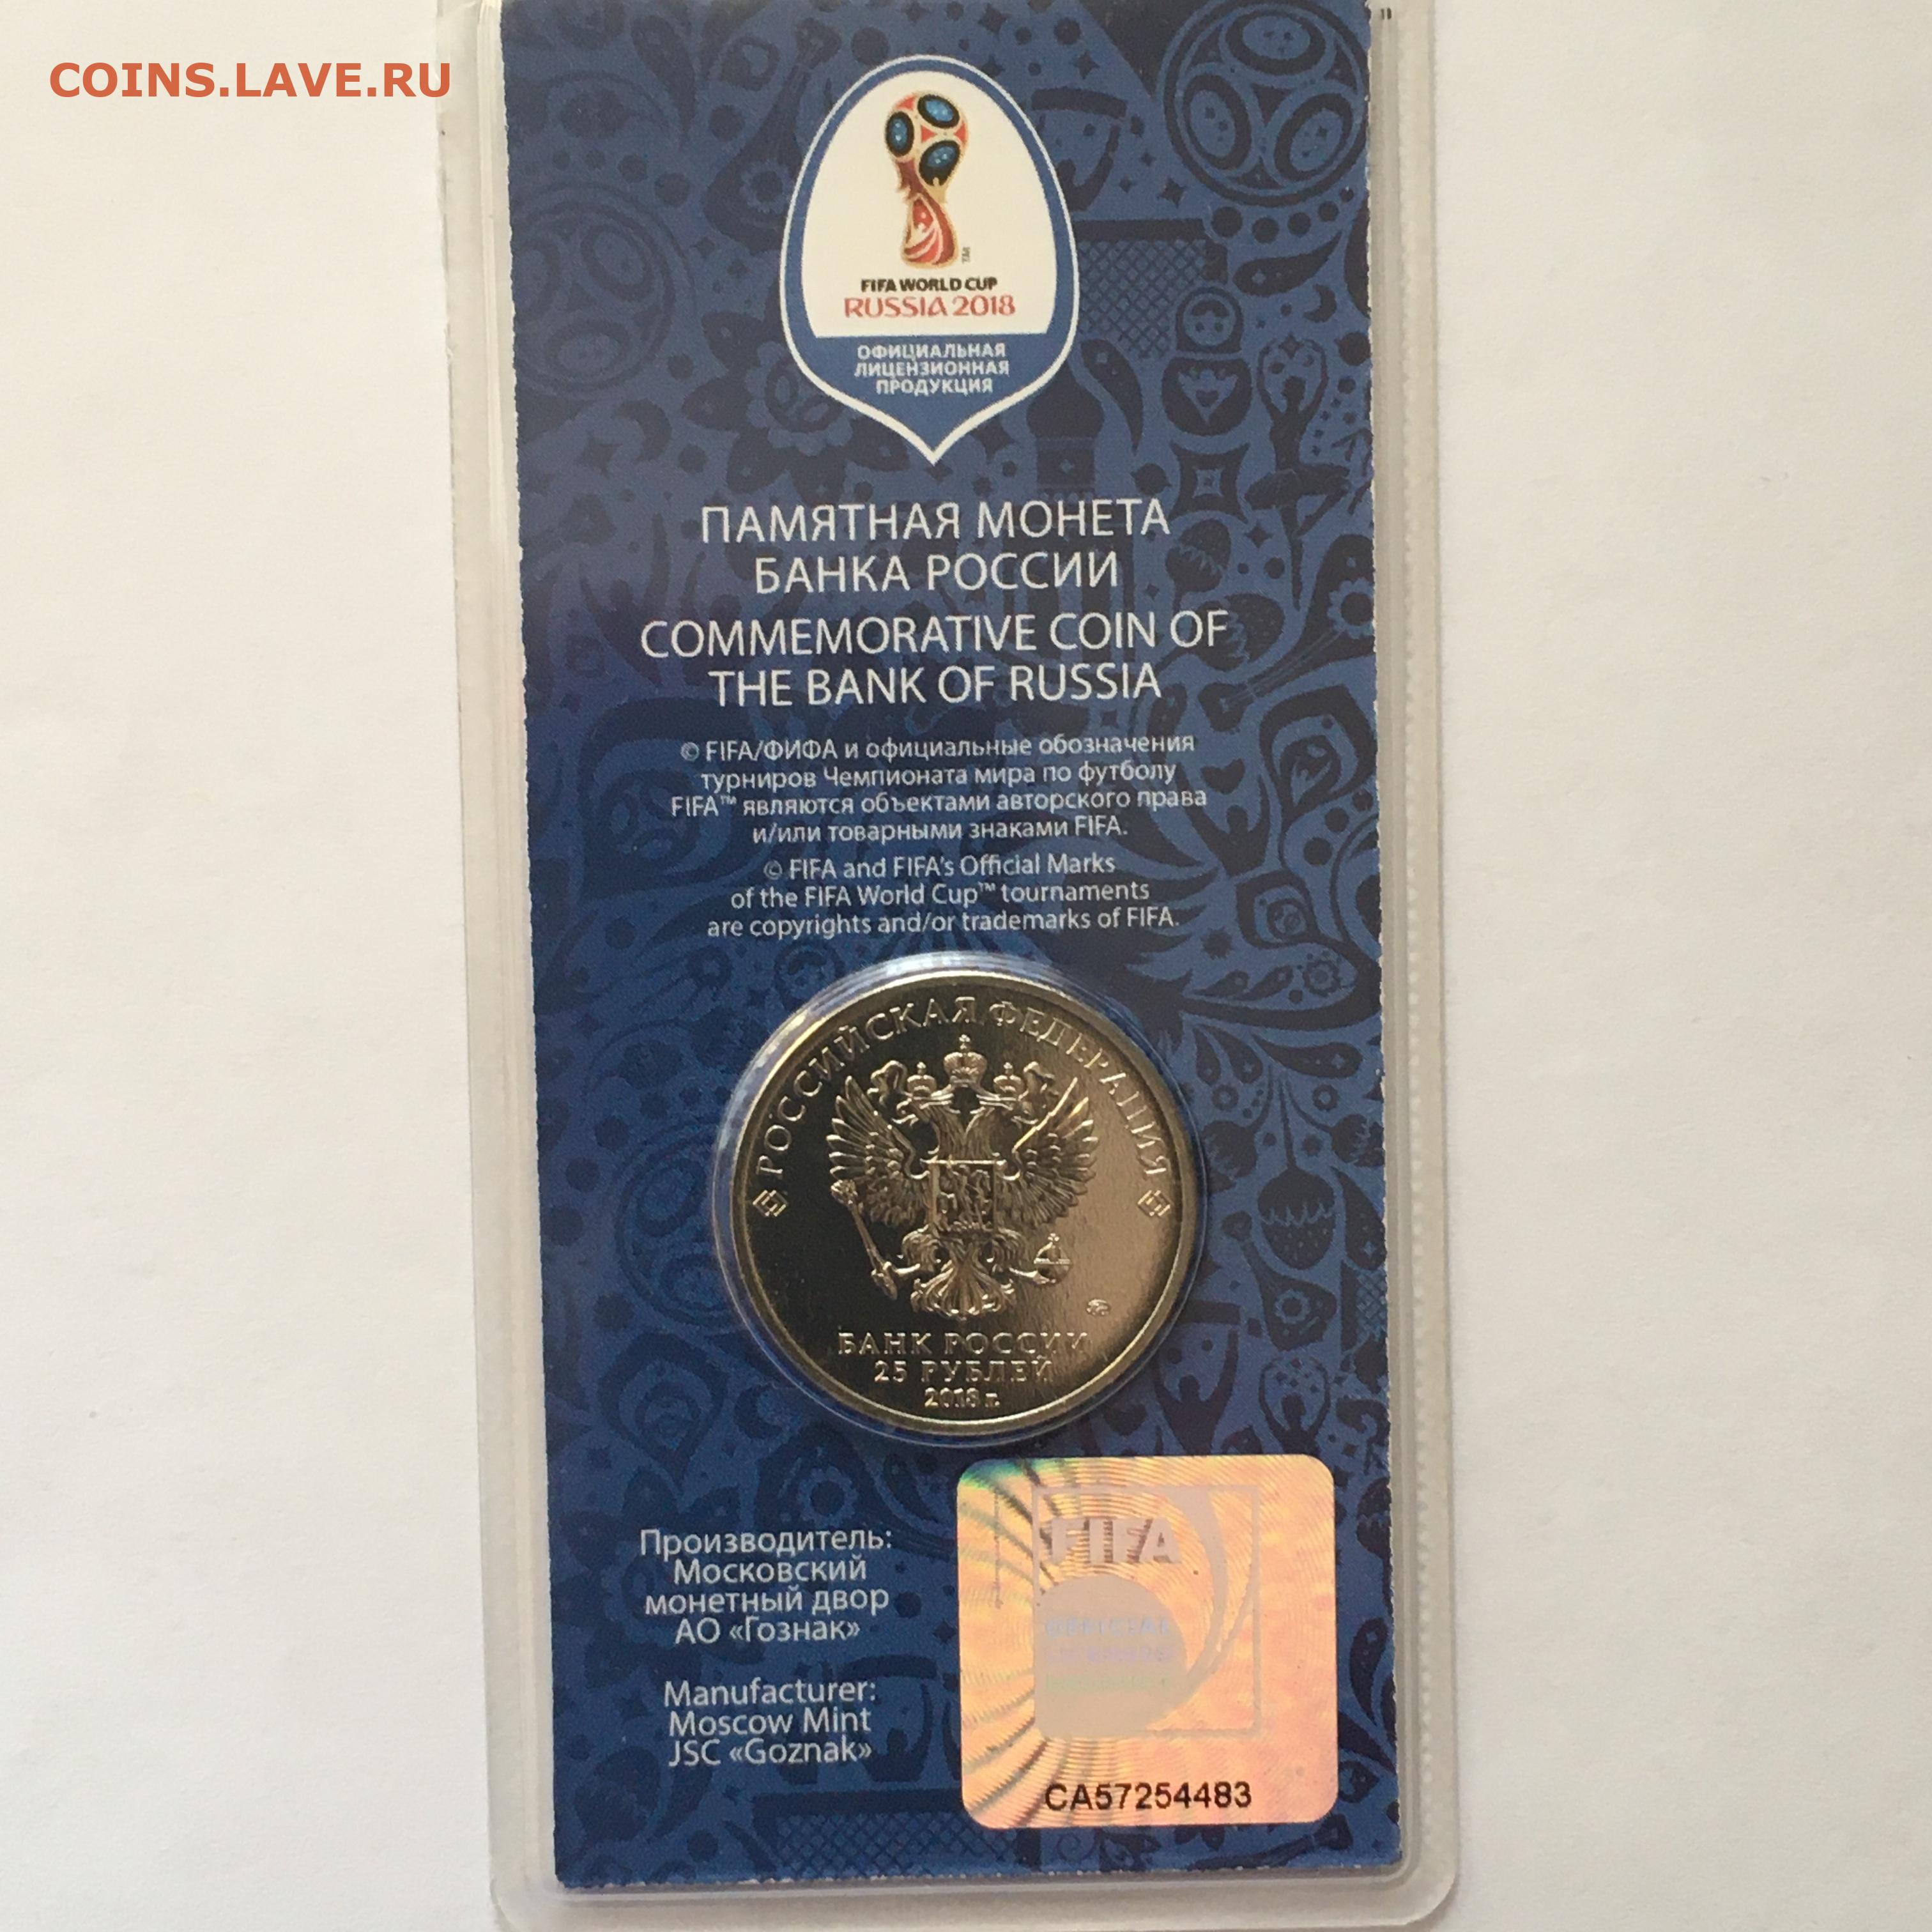 COINS.LAVE.RU
TM
FIFA WORLD CUP
RUSSIA 2018
ОФИЦИАЛЬНАЯ
ЛИЦЕНЗИОННАЯ
ПРОДУКЦИЯ
ПАМЯТНАЯ МОНЕТА
БАНКА РОССИИ
COMMEMORATIVE COIN OF
THE BANK OF RUSSIA
© FIFA/ФИФА и официальные обозначения
турниров Чемпионата мира по футболу
FIFA™ являются объектами авторского права
и/или товарными знаками FIFA.
© FIFA and FIFA's Official Marks
of the FIFA World Cup™ tournaments
are copyrights and/or trademarks of FIFA.
РОССИЙСКАЯ ФЕДЕРАЦИЯ
БАНК РОССИИ
25 РУБЛЕЙ
2018 г.
Производитель:
Московский
монетный двор
АО «Гознак»
Manufacturer:
Moscow Mint
JSC «Goznak»
FIFA
OFFICIAL
CA57254483